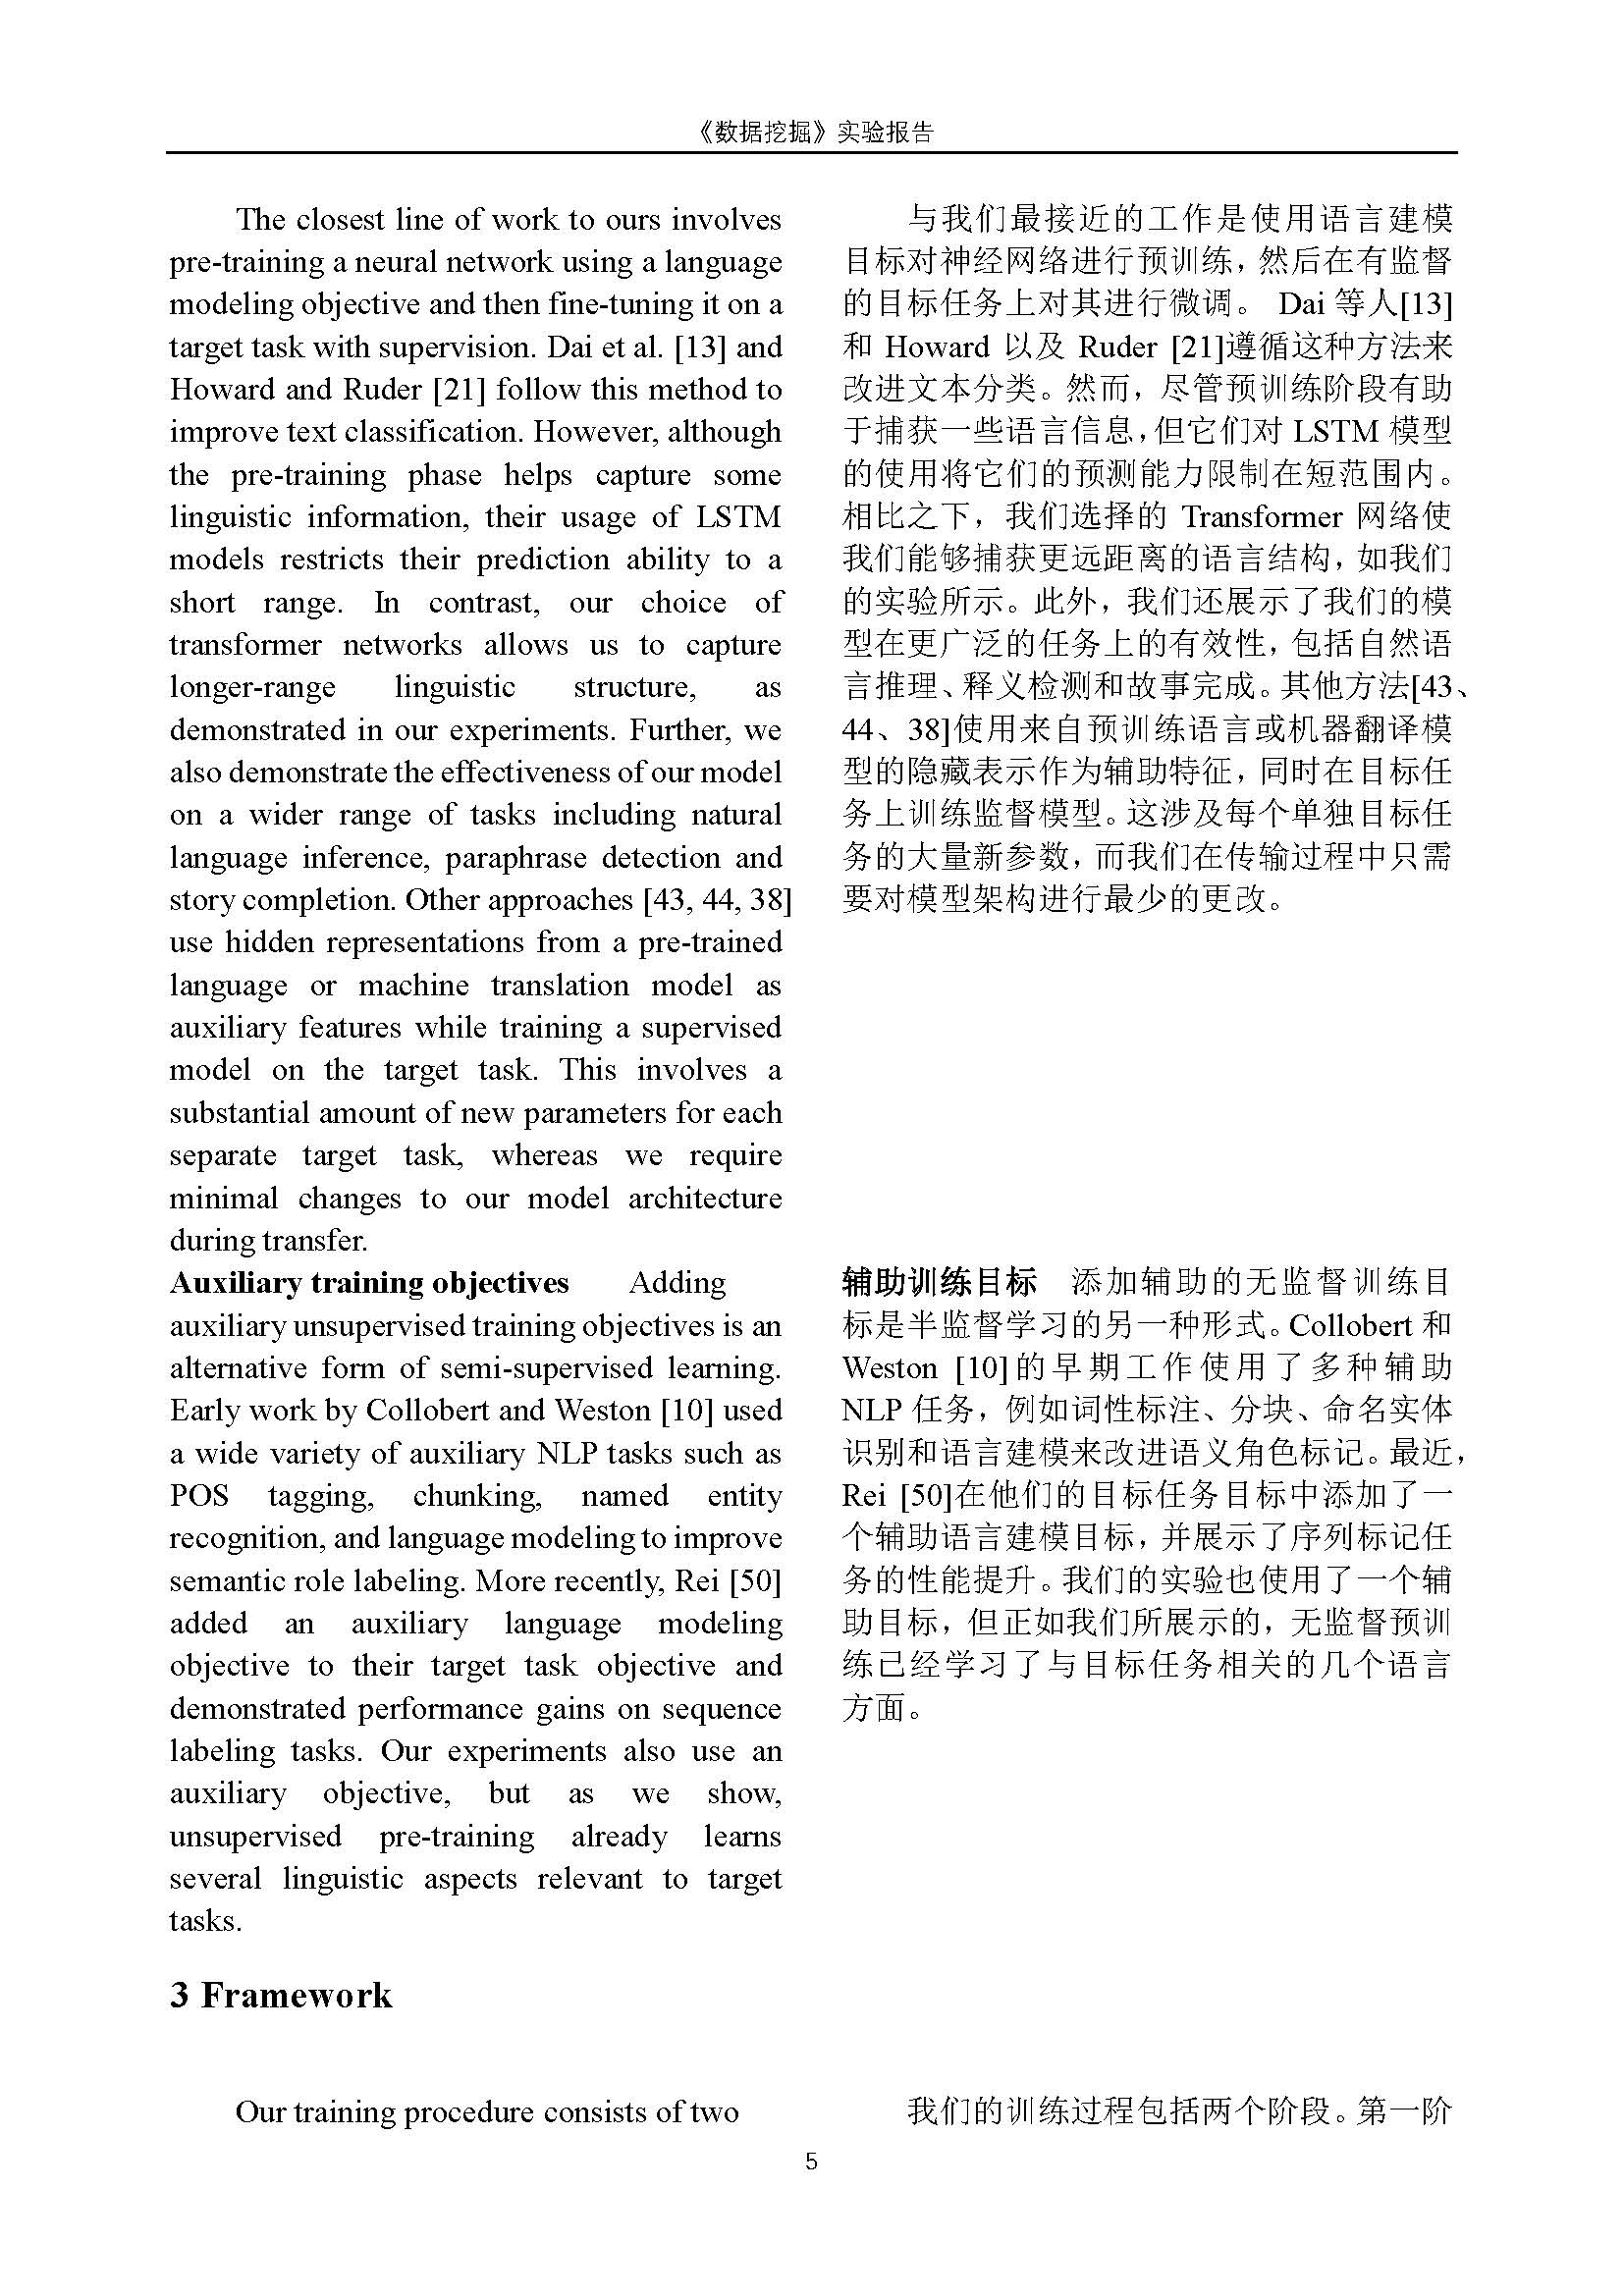 《数据挖掘》实验报告
The closest line of work to ours involves
pre-training a neural network using a language
modeling objective and then fine-tuning it on a
target task with supervision. Dai et al. [13] and
Howard and Ruder [21] follow this method to
improve text classification. However, although
the pre-training phase helps capture some
linguistic information, their usage of LSTM
models restricts their prediction ability to a
short range. In contrast, our choice of
transformer networks allows us to capture
longer-range linguistic structure, as
demonstrated in our experiments. Further, we
also demonstrate the effectiveness of our model
on a wider range of tasks including natural
language inference, paraphrase detection and
story completion. Other approaches [43, 44, 38]
use hidden representations from a pre-trained
language or machine translation model as
auxiliary features while training a supervised
model on the target task. This involves a
substantial amount of new parameters for each
separate target task, whereas we require
minimal changes to our model architecture
during transfer.
与我们最接近的工作是使用语言建模
目标对神经网络进行预训练，然后在有监督
的目标任务上对其进行微调。 Dai 等人[13]
和 Howard 以及 Ruder [21]遵循这种方法来
改进文本分类。然而，尽管预训练阶段有助
于捕获一些语言信息，但它们对 LSTM 模型
的使用将它们的预测能力限制在短范围内。
相比之下，我们选择的 Transformer 网络使
我们能够捕获更远距离的语言结构，如我们
的实验所示。此外，我们还展示了我们的模
型在更广泛的任务上的有效性，包括自然语
言推理、释义检测和故事完成。其他方法[43、
44、38]使用来自预训练语言或机器翻译模
型的隐藏表示作为辅助特征，同时在目标任
务上训练监督模型。这涉及每个单独目标任
务的大量新参数，而我们在传输过程中只需
要对模型架构进行最少的更改。
Auxiliary training objectives Adding
auxiliary unsupervised training objectives is an
alternative form of semi-supervised learning.
Early work by Collobert and Weston [10] used
a wide variety of auxiliary NLP tasks such as
POS tagging, chunking, named entity
recognition, and language modeling to improve
semantic role labeling. More recently, Rei [50]
added an auxiliary language modeling
objective to their target task objective and
demonstrated performance gains on sequence
labeling tasks. Our experiments also use an
auxiliary objective, but as we show,
unsupervised pre-training already learns
several linguistic aspects relevant to target
tasks.
辅助训练目标 添加辅助的无监督训练目
标是半监督学习的另一种形式。Collobert 和
Weston [10]的早期工作使用了多种辅助
NLP 任务，例如词性标注、分块、命名实体
识别和语言建模来改进语义角色标记。最近，
Rei [50]在他们的目标任务目标中添加了一
个辅助语言建模目标，并展示了序列标记任
务的性能提升。我们的实验也使用了一个辅
助目标，但正如我们所展示的，无监督预训
练已经学习了与目标任务相关的几个语言
方面。
3 Framework
Our training procedure consists of two
我们的训练过程包括两个阶段。第一阶
5